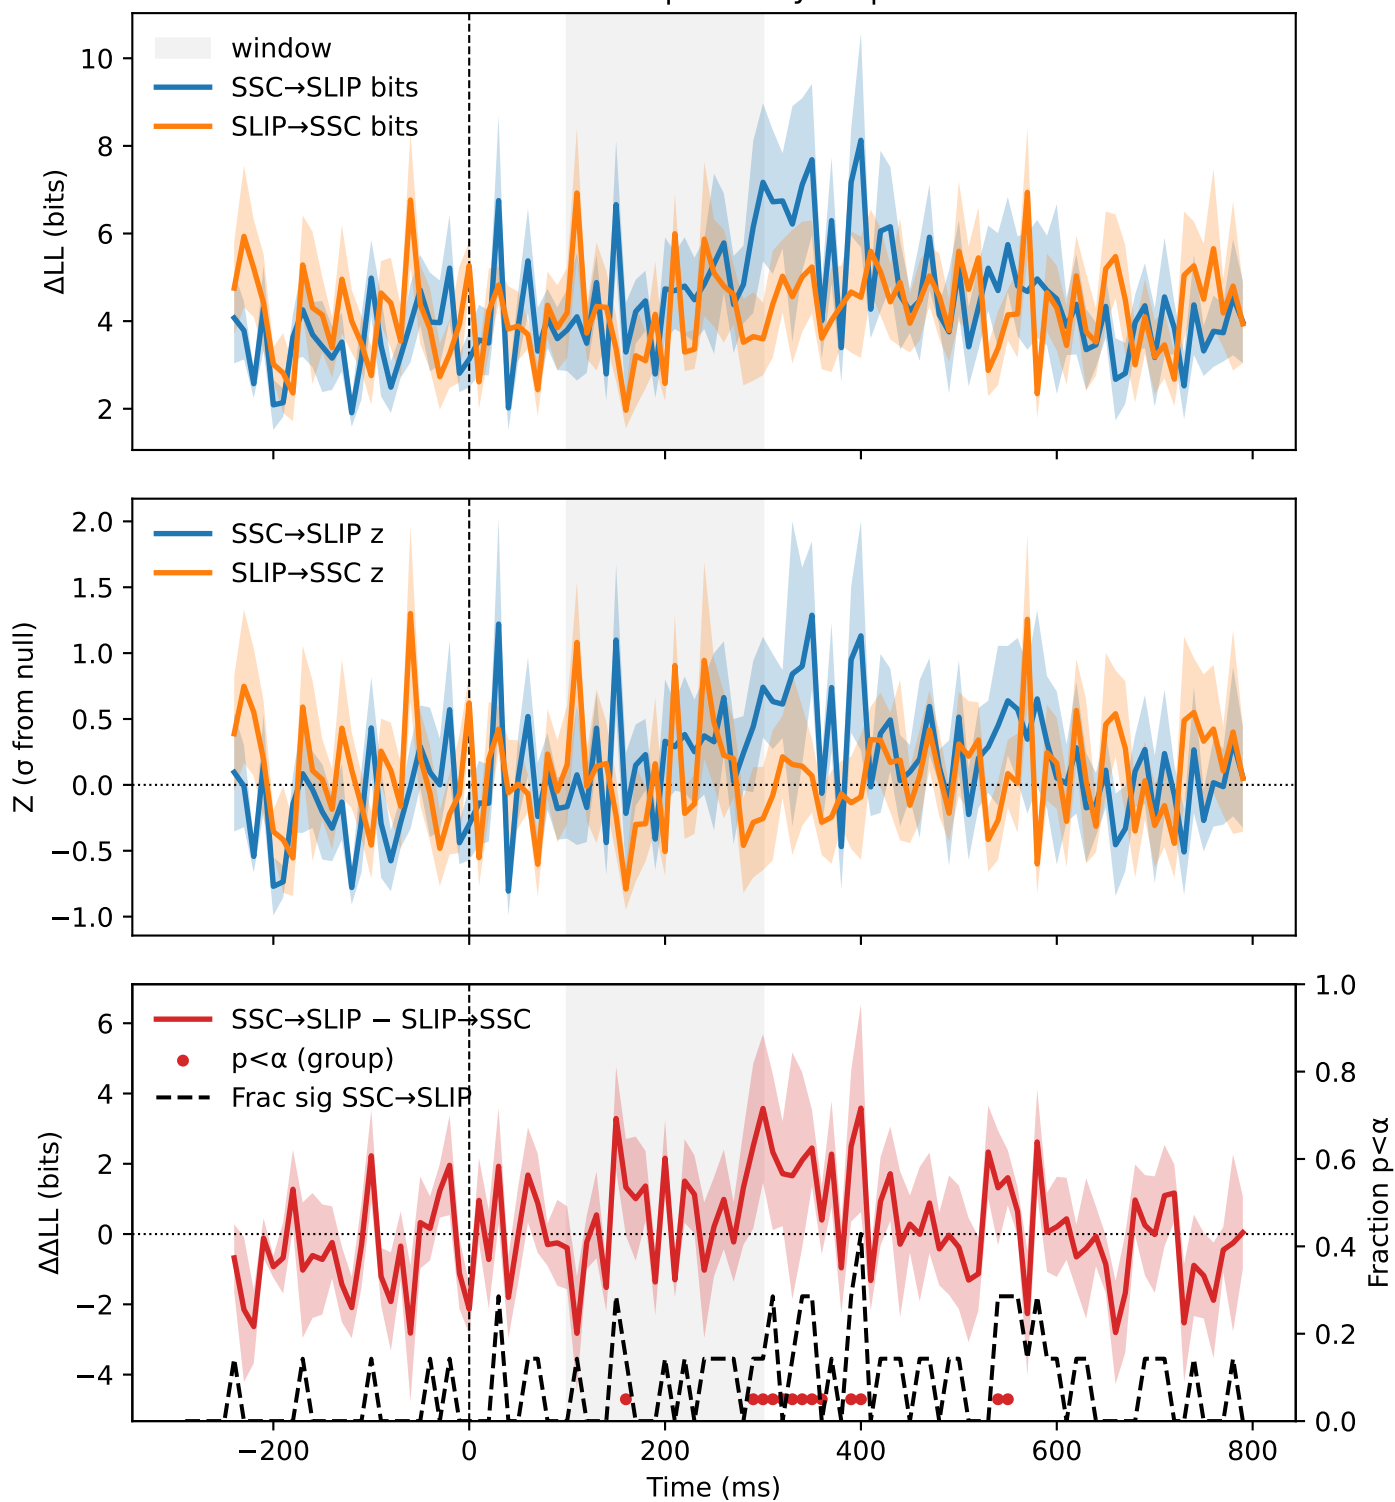 10
8
6
4
2
ΔLL (bits)
window
SSC→SLIP bits
SLIP→SSC bits
2.0
1.5
1.0
0.5
0.0
−0.5
−1.0
Z (σ from null)
SSC→SLIP z
SLIP→SSC z
6
4
2
0
−2
−4
ΔΔLL (bits)
SSC→SLIP − SLIP→SSC
p<α (group)
Frac sig SSC→SLIP
1.0
0.8
0.6
0.4
0.2
0.0
Fraction p<α
−200 0 200 400 600 800
Time (ms)